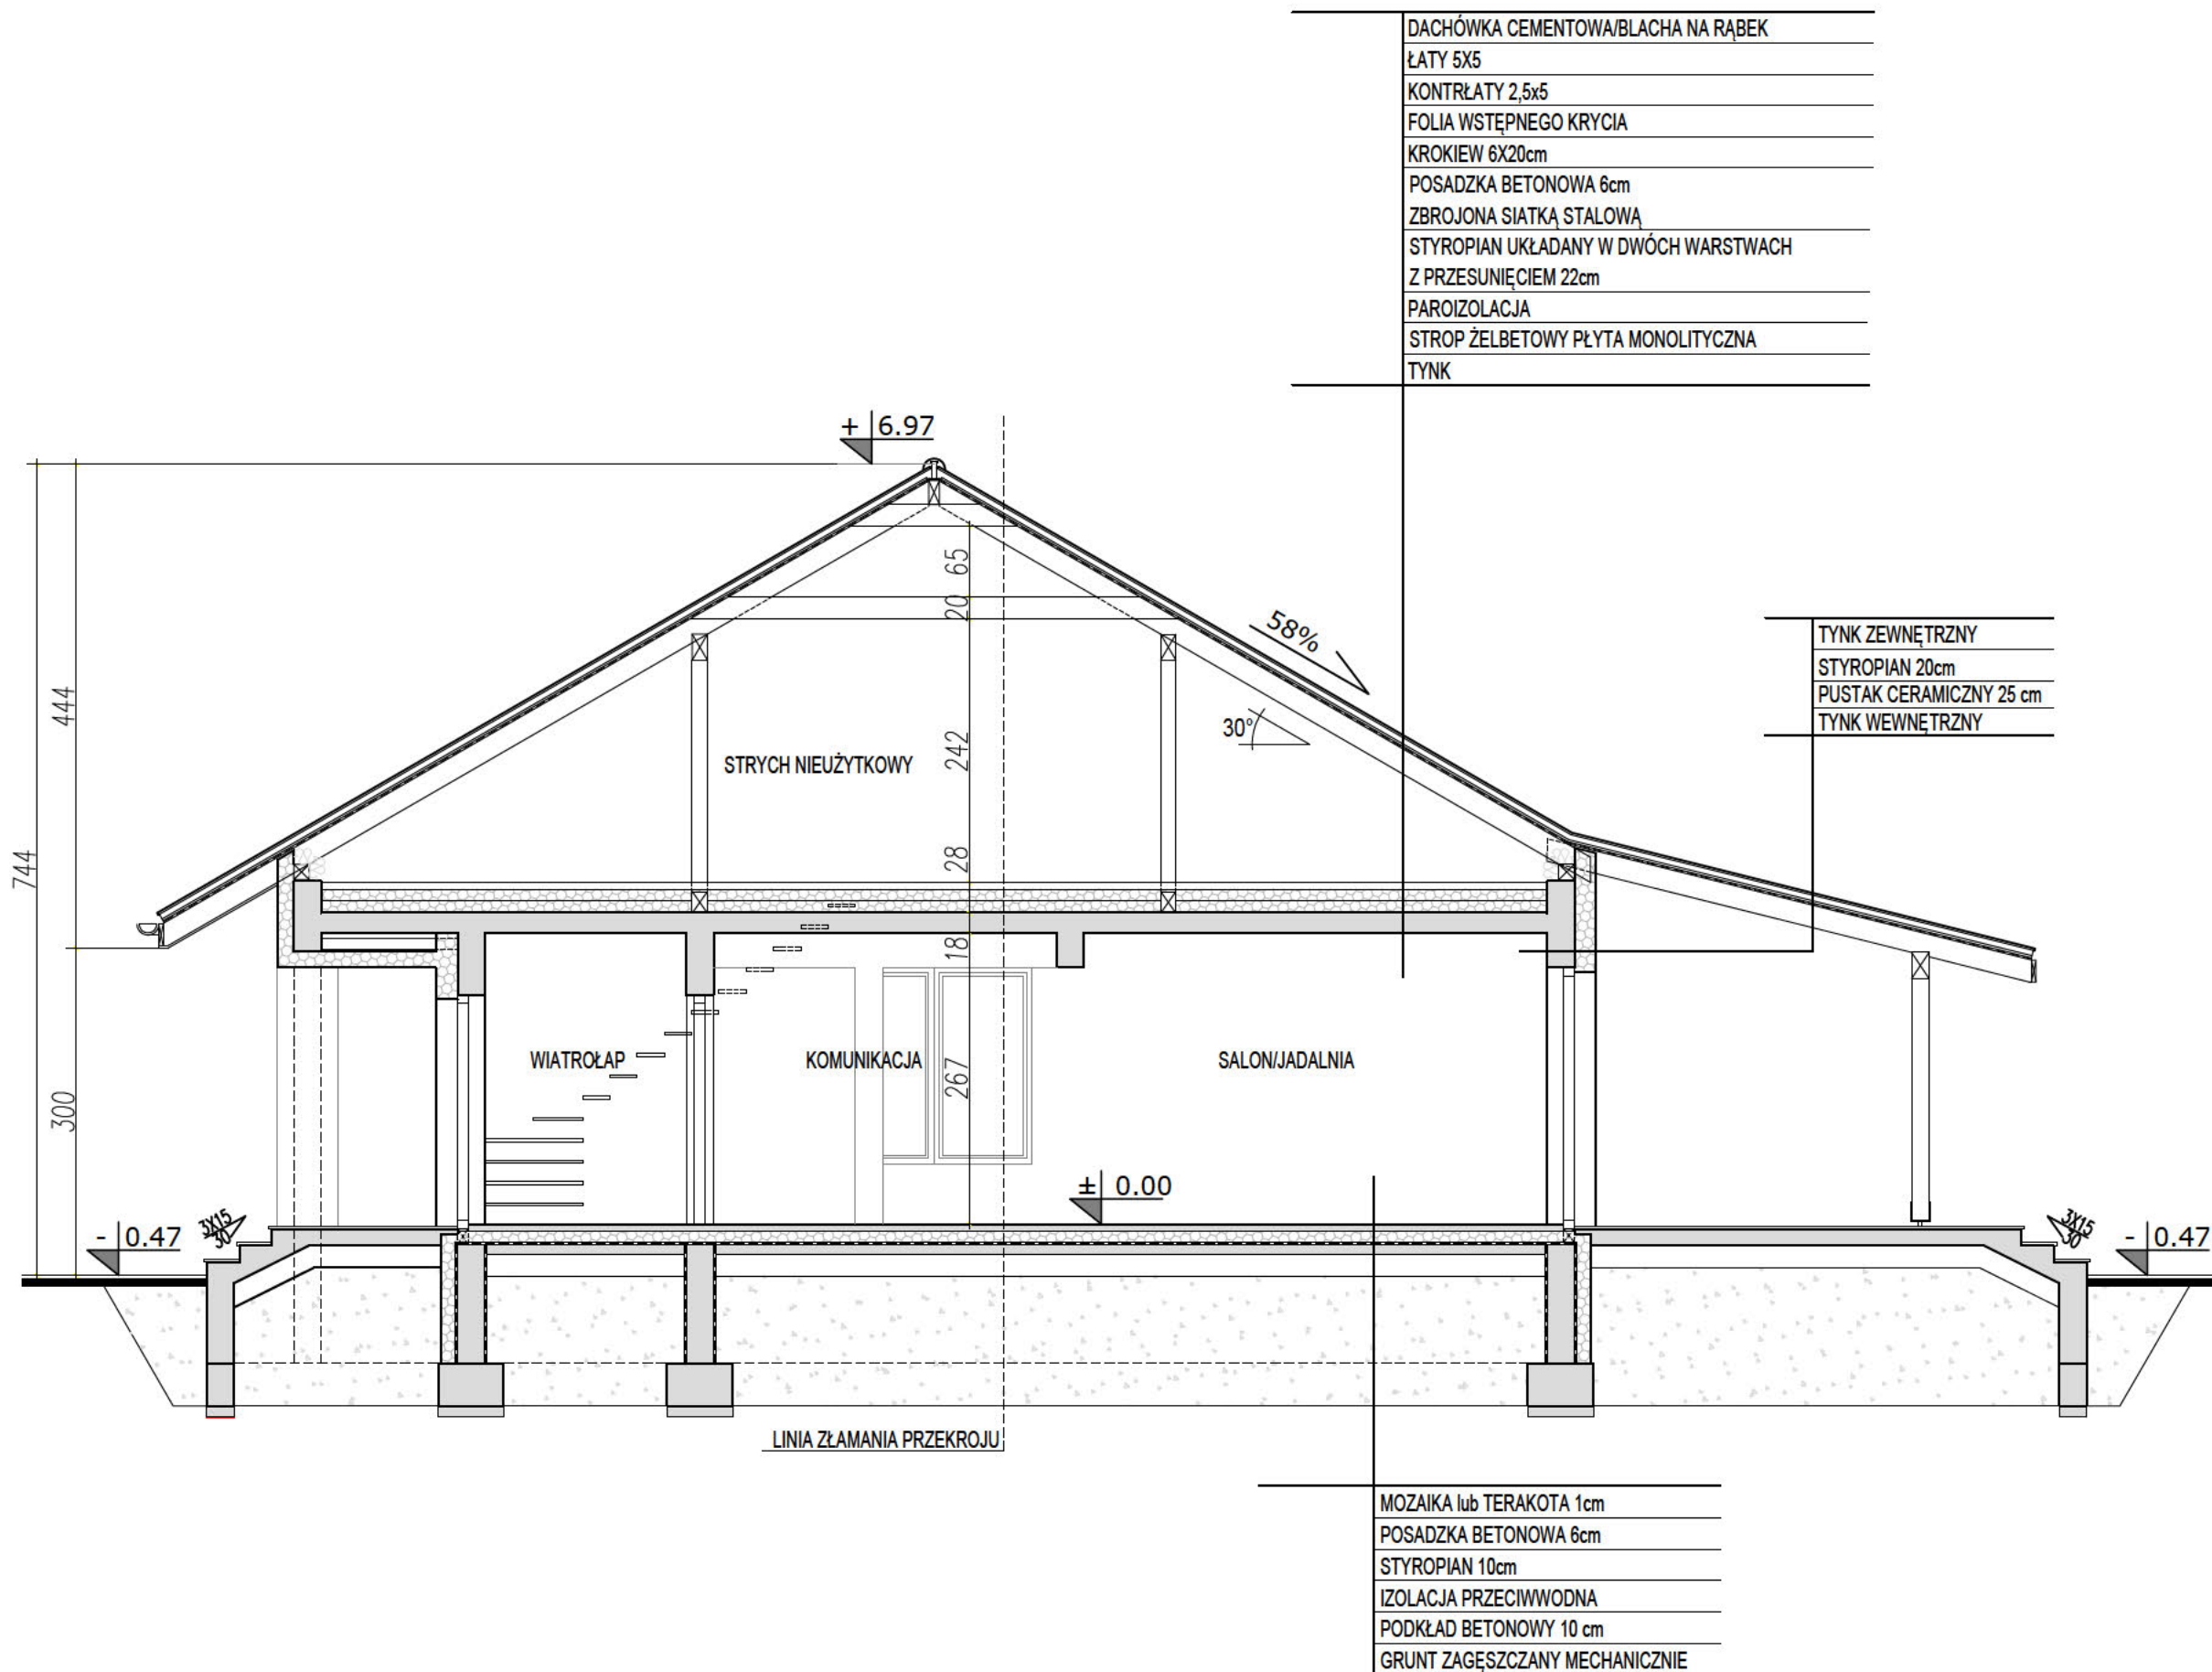 DACHÓWKA CEMENTOWA/BLACHA NA RĄBEK
ŁATY 5X5
KONTRŁATY 2,5x5
FOLIA WSTĘPNEGO KRYCIA
KROKIEW 6X20cm
POSADZKA BETONOWA 6cm
ZBROJONA SIATKĄ STALOWĄ
STYROPIAN UKŁADANY W DWÓCH WARSTWACH
Z PRZESUNIĘCIEM 22cm
PAROIZOLACJA
STROP ŻELBETOWY PŁYTA MONOLITYCZNA
TYNK
+ 6.97
65
20
58%
TYNK ZEWNĘTRZNY
STYROPIAN 20cm
PUSTAK CERAMICZNY 25 cm
TYNK WEWNĘTRZNY
444
30°
STRYCH NIEUŻYTKOWY
242
744
28
18
WIATROŁAP
KOMUNIKACJA
267
SALON/JADALNIA
300
± 0.00
- 0.47
3X15
30
3X15
30
- 0.47
LINIA ZŁAMANIA PRZEKROJU
MOZAIKA lub TERAKOTA 1cm
POSADZKA BETONOWA 6cm
STYROPIAN 10cm
IZOLACJA PRZECIWWODNA
PODKŁAD BETONOWY 10 cm
GRUNT ZAGĘSZCZANY MECHANICZNIE